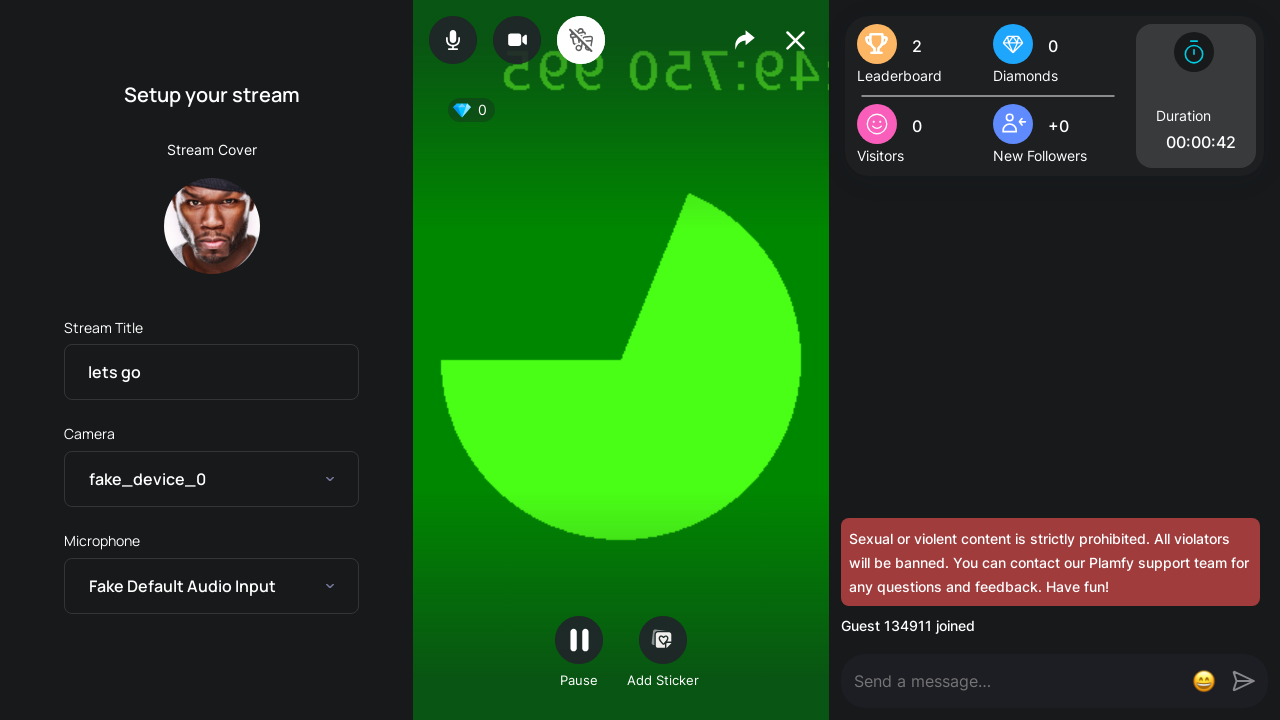 Setup your stream
Stream Cover
Stream Title
lets go
Camera
fake_device_0
Microphone
Fake Default Audio Input
49:750 995
0
Pause
Add Sticker
2
Leaderboard
0
Diamonds
0
Visitors
+0
New Followers
Duration
00:00:42
Sexual or violent content is strictly prohibited. All violators
will be banned. You can contact our Plamfy support team for
any questions and feedback. Have fun!
Guest 134911 joined
Send a message...